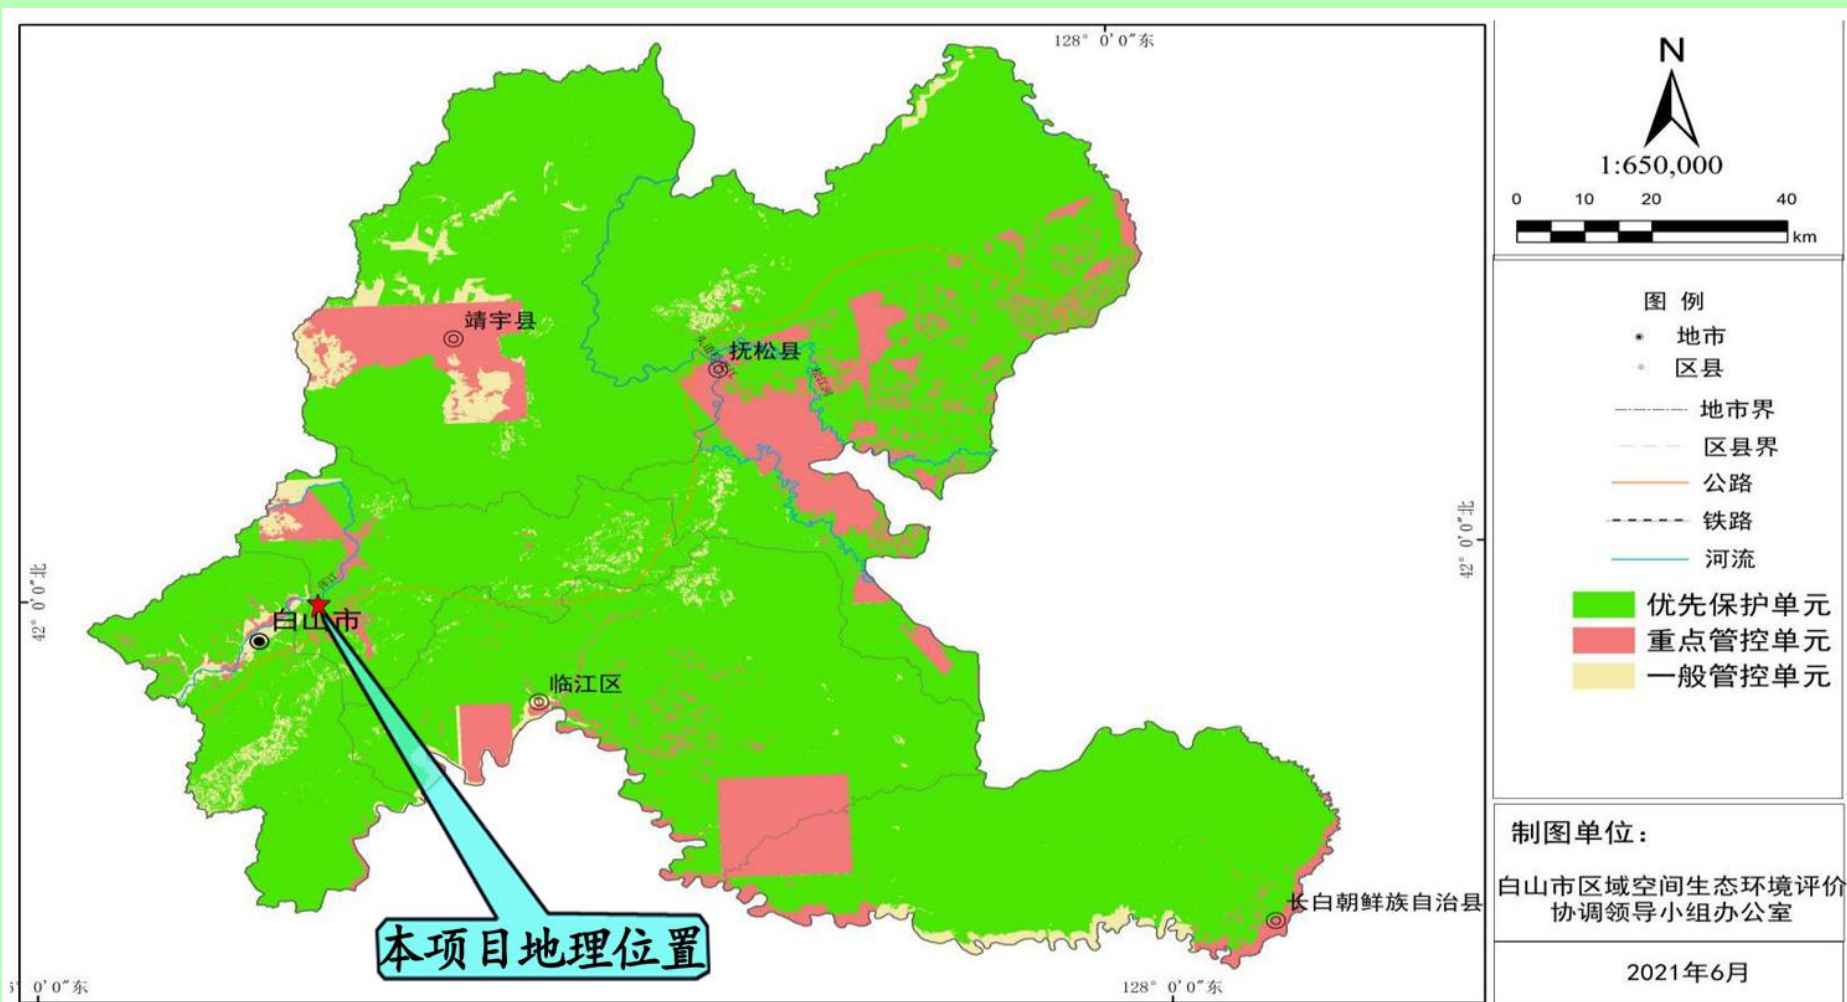 128° 0'0"东
N
1:650,000
0 10 20 40
km
图 例
地市
区县
地市界
区县界
公路
铁路
河流
优先保护单元
重点管控单元
一般管控单元
靖宇县
抚松县
松江河
42° 0'0"北
42° 0'0"北
浑江
白山市
临江区
长白朝鲜族自治县
本项目地理位置
制图单位：
白山市区域空间生态环境评价
协调领导小组办公室
2021年6月
0'0"东
128° 0'0"东